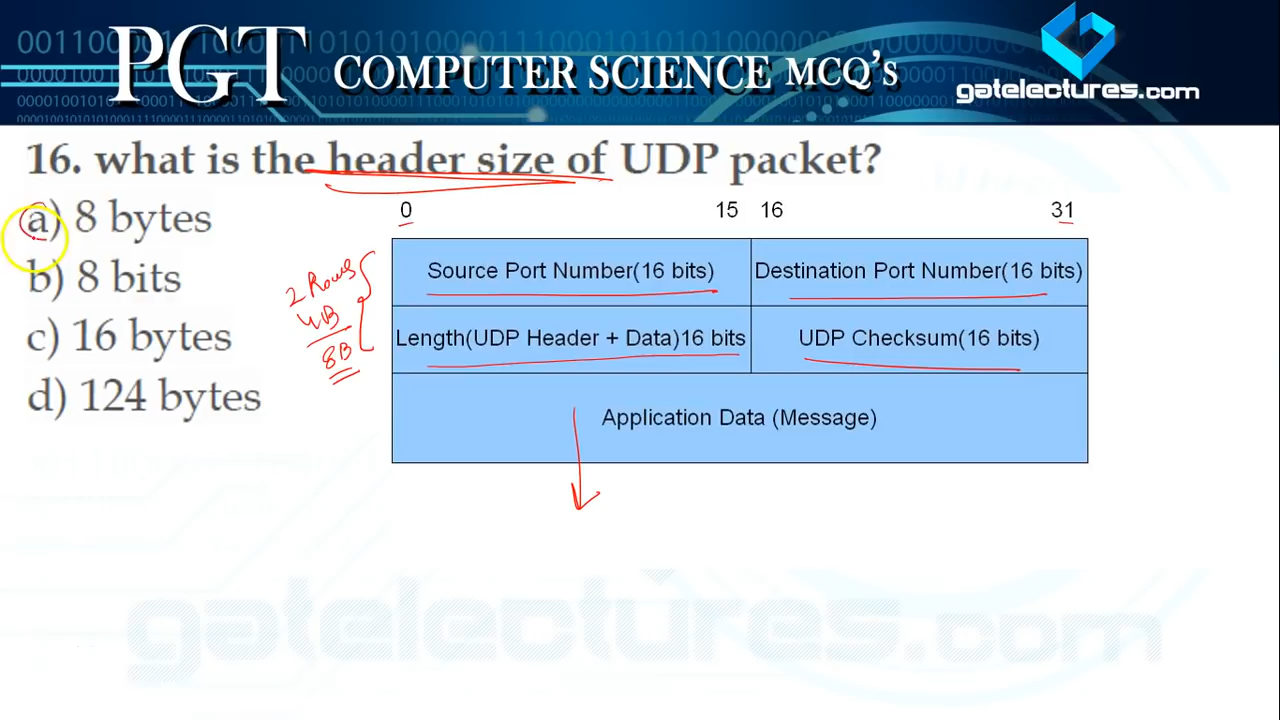 PGT COMPUTER SCIENCE MCQ's
gatelectures.com
16. what is the header size of UDP packet?
a) 8 bytes
b) 8 bits
c) 16 bytes
d) 124 bytes
0 15 16 31
Source Port Number(16 bits) Destination Port Number(16 bits)
Length(UDP Header + Data)16 bits UDP Checksum(16 bits)
Application Data (Message)
2 Rows
4B
8B
gatelectures.com